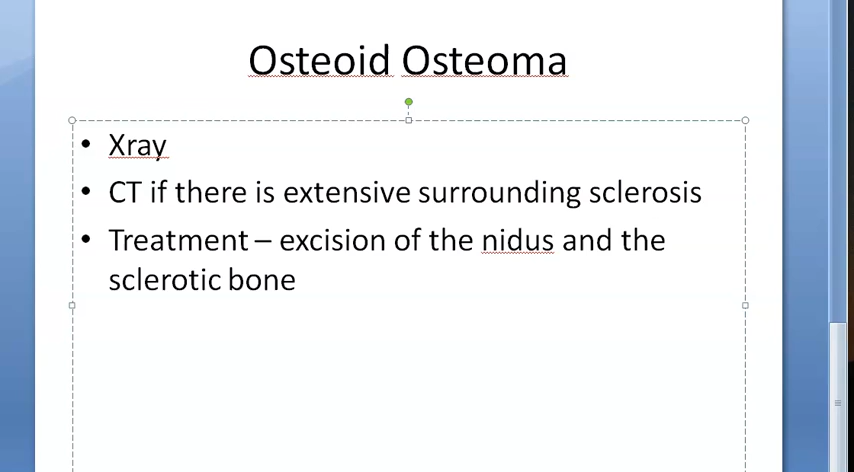 Osteoid Osteoma
• Xray
• CT if there is extensive surrounding sclerosis
• Treatment – excision of the nidus and the
sclerotic bone